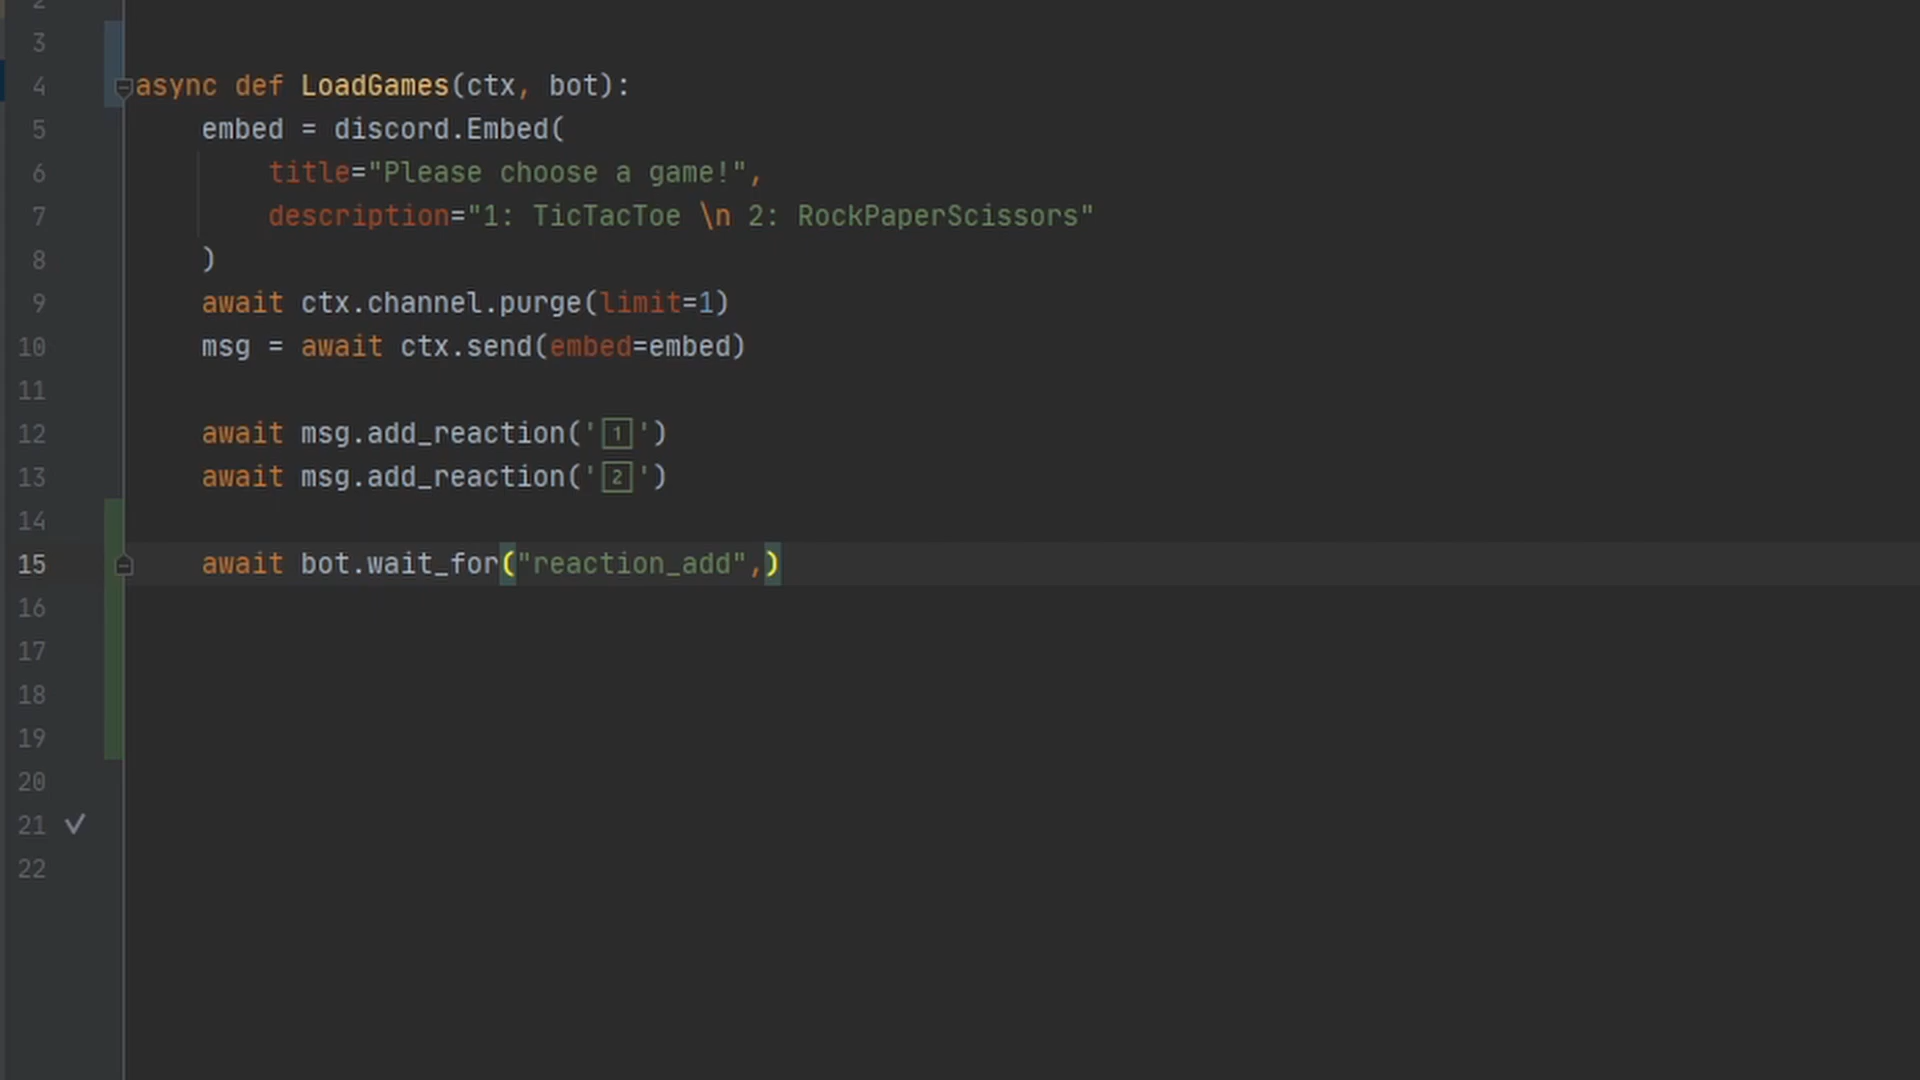 2
3
4 async def LoadGames(ctx, bot):
5 embed = discord.Embed(
6 title="Please choose a game!",
7 description="1: TicTacToe \n 2: RockPaperScissors"
8 )
9 await ctx.channel.purge(limit=1)
10 msg = await ctx.send(embed=embed)
11
12 await msg.add_reaction('1️⃣')
13 await msg.add_reaction('2️⃣')
14
15 await bot.wait_for("reaction_add",)
16
17
18
19
20
21
22